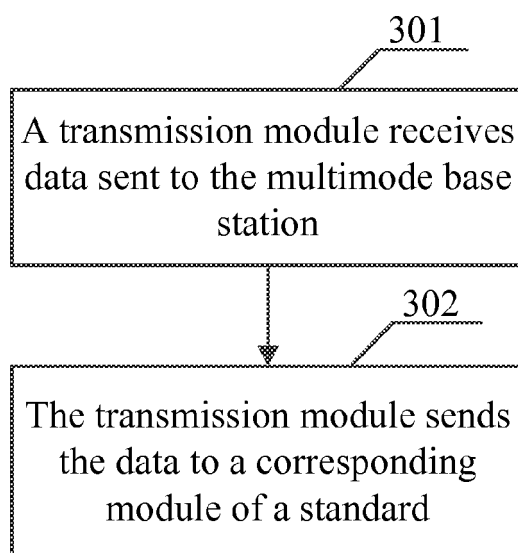 301
A transmission module receives
data sent to the multimode base
station
302
The transmission module sends
the data to a corresponding
module of a standard